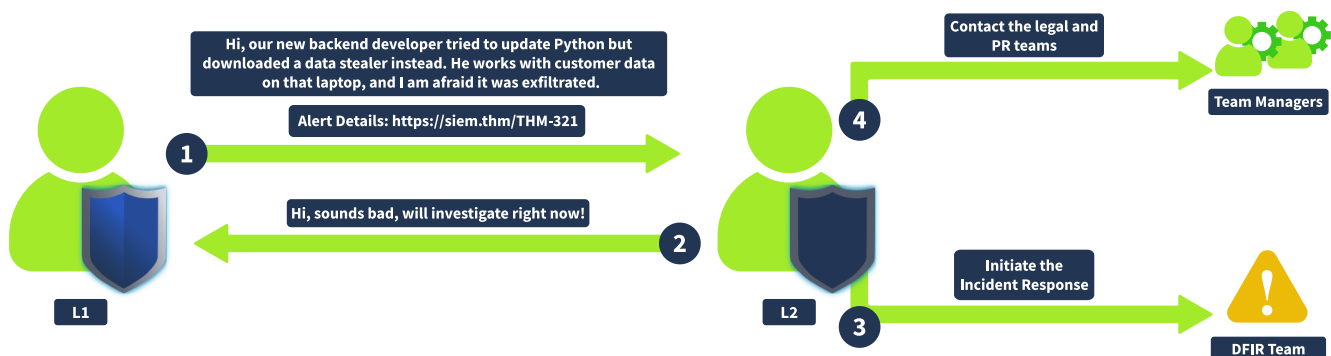 Hi, our new backend developer tried to update Python but
downloaded a data stealer instead. He works with customer data
on that laptop, and I am afraid it was exfiltrated.
Alert Details: https://siem.thm/THM-321
1
Hi, sounds bad, will investigate right now!
2
L1
L2
Contact the legal and
PR teams
4
Team Managers
Initiate the
Incident Response
3
DFIR Team